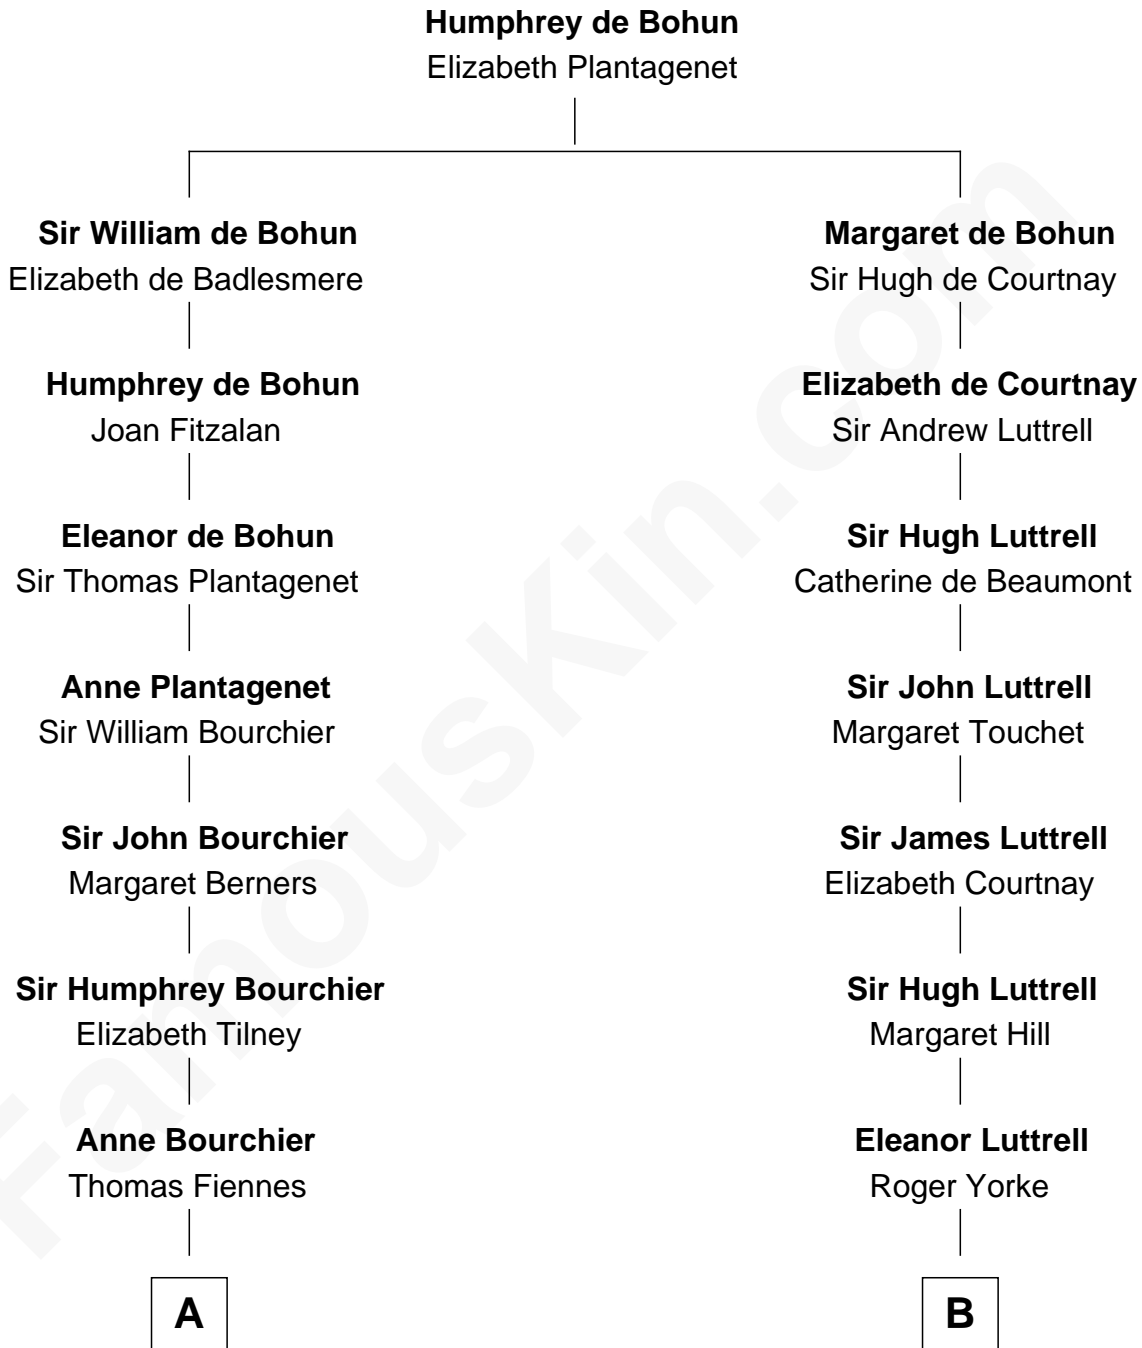 Humphrey de Bohun
Elizabeth Plantagenet
Sir William de Bohun
Elizabeth de Badlesmere
Humphrey de Bohun
Joan Fitzalan
Eleanor de Bohun
Sir Thomas Plantagenet
Anne Plantagenet
Sir William Bourchier
Sir John Bourchier
Margaret Berners
Sir Humphrey Bourchier
Elizabeth Tilney
Anne Bourchier
Thomas Fiennes
A
Margaret de Bohun
Sir Hugh de Courtnay
Elizabeth de Courtnay
Sir Andrew Luttrell
Sir Hugh Luttrell
Catherine de Beaumont
Sir John Luttrell
Margaret Touchet
Sir James Luttrell
Elizabeth Courtnay
Sir Hugh Luttrell
Margaret Hill
Eleanor Luttrell
Roger Yorke
B
FamousKin.com